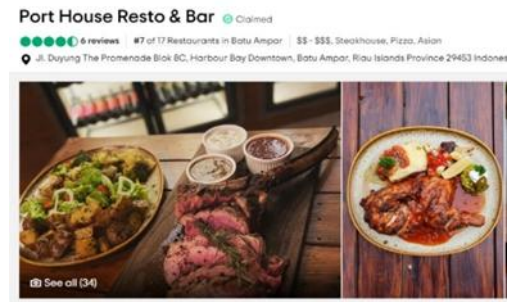 Port House Resto & Bar Claimed
6 reviews #7 of 17 Restaurants in Batu Ampar $$ - $$$, Steakhouse, Pizza, Asian
Jl. Duyung The Promenade Blok 8C, Harbour Bay Downtown, Batu Ampar, Riau Islands Province 29453 Indones
See all (34)